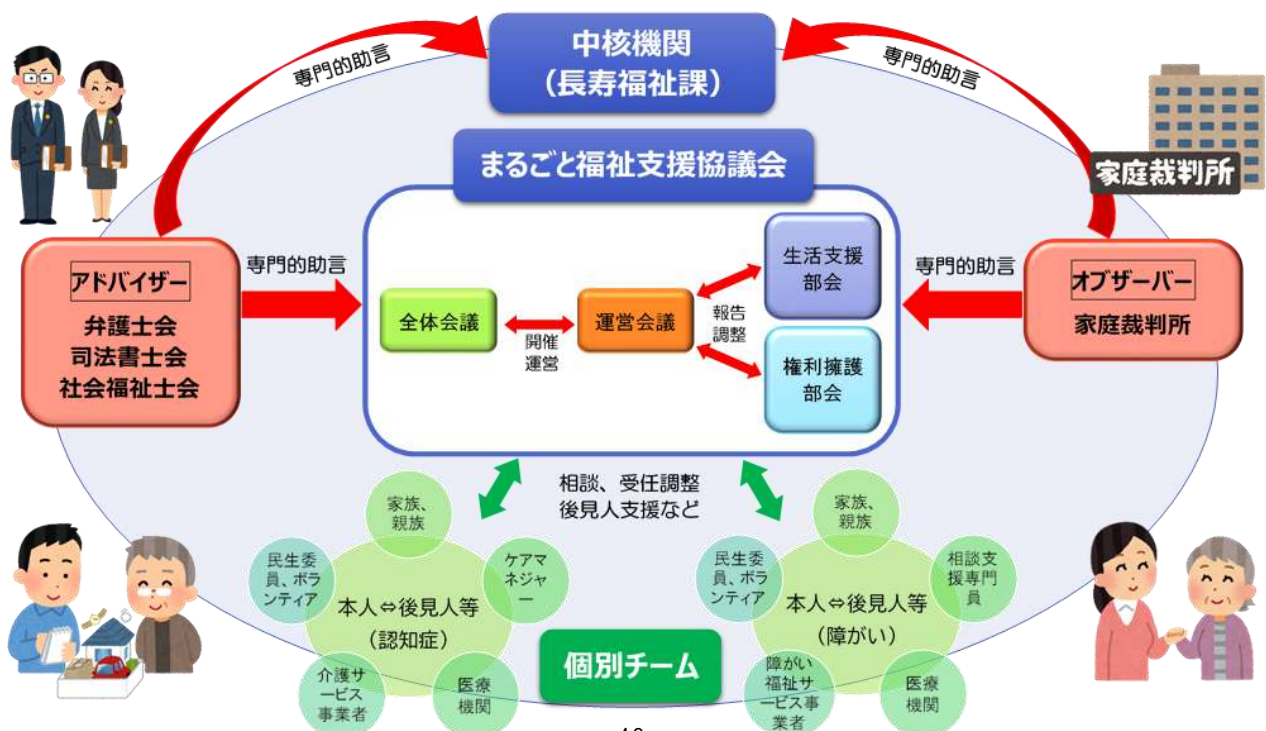 中核機関
（長寿福祉課）
専門的助言
専門的助言
まるごと福祉支援協議会
家庭裁判所
アドバイザー
弁護士会
司法書士会
社会福祉士会
専門的助言
全体会議
開催
運営
運営会議
報告
調整
生活支援
部会
権利擁護
部会
専門的助言
オブザーバー
家庭裁判所
相談、受任調整
後見人支援など
家族、
親族
民生委
員、ボラ
ンティア
ケアマ
ネジャ
ー
本人⇔後見人等
（認知症）
介護サ
ービス
事業者
医療
機関
個別チーム
家族、
親族
民生委
員、ボラ
ンティア
相談支
援専門
員
本人⇔後見人等
（障がい）
障がい
福祉サ
ービス事
業者
医療
機関